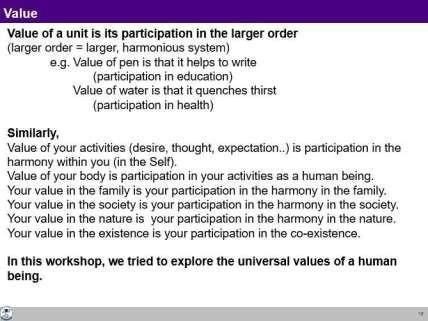 Value
Value of a unit is its participation in the larger order
(larger order = larger, harmonious system)
e.g. Value of pen is that it helps to write
(participation in education)
Value of water is that it quenches thirst
(participation in health)
Similarly,
Value of your activities (desire, thought, expectation..) is participation in the
harmony within you (in the Self).
Value of your body is participation in your activities as a human being.
Your value in the family is your participation in the harmony in the family.
Your value in the society is your participation in the harmony in the society.
Your value in the nature is your participation in the harmony in the nature.
Your value in the existence is your participation in the co-existence.
In this workshop, we tried to explore the universal values of a human
being.